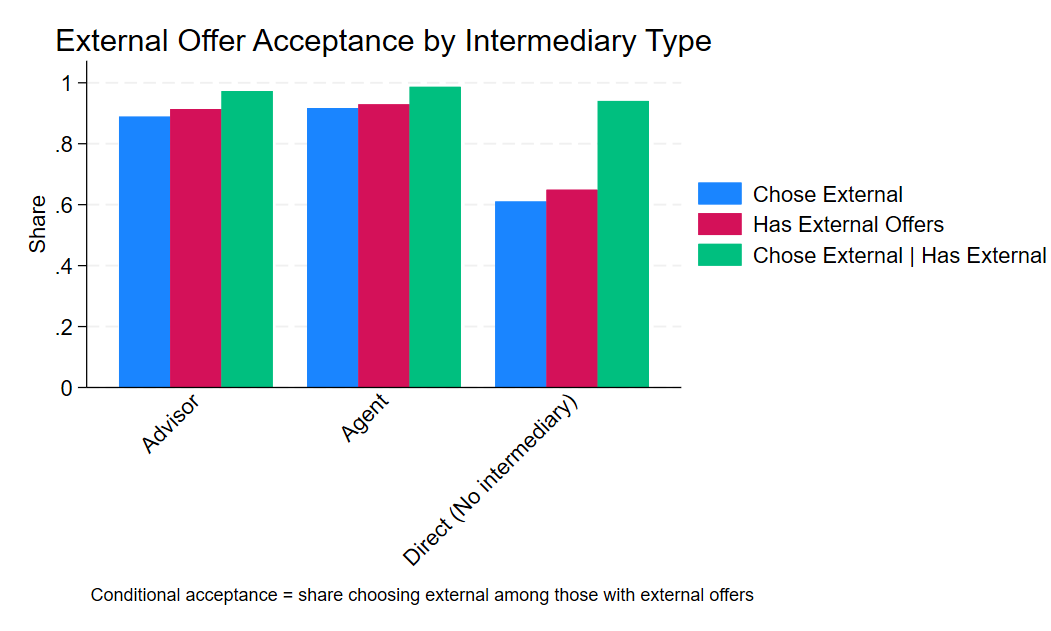 External Offer Acceptance by Intermediary Type
Share
1
.8
.6
.4
.2
0
Advisor
Agent
Direct (No intermediary)
Chose External
Has External Offers
Chose External | Has External
Conditional acceptance = share choosing external among those with external offers